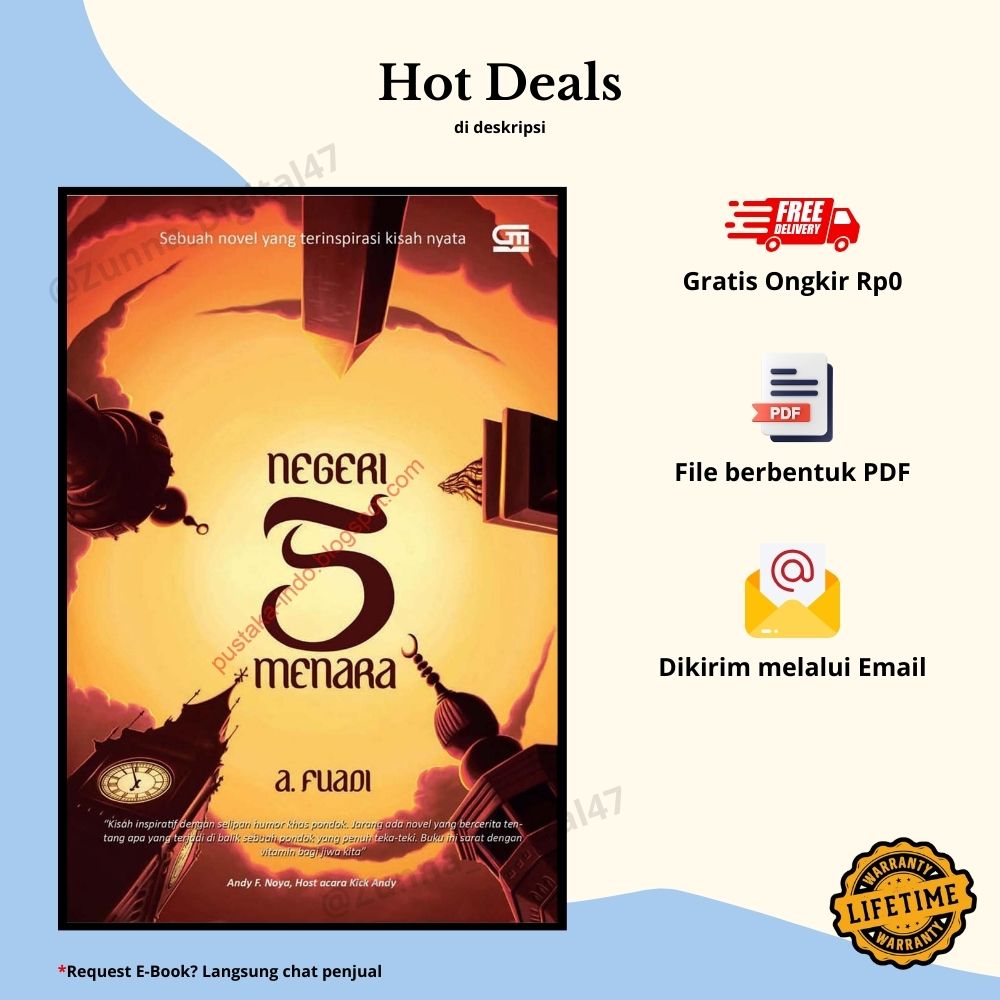 Hot Deals
di deskripsi
@Zunna_Digital47
Sebuah novel yang terinspirasi kisah nyata
GM
NEGERI
5
MENARA
pustaka-indo.blogspot.com
A. FUADI
"Kisah inspiratif dengan selipan humor khas pondok. Jarang ada novel yang bercerita ten-
tang apa yang terjadi di balik sebuah pondok yang penuh teka-teki. Buku ini sarat dengan
vitamin bagi jiwa kita"
Andy F. Noya, Host acara Kick Andy
@Zunna_Digital47
FREE
DELIVERY
Gratis Ongkir Rp0
PDF
File berbentuk PDF
@
Dikirim melalui Email
WARRANTY
LIFETIME
WARRANTY
*Request E-Book? Langsung chat penjual